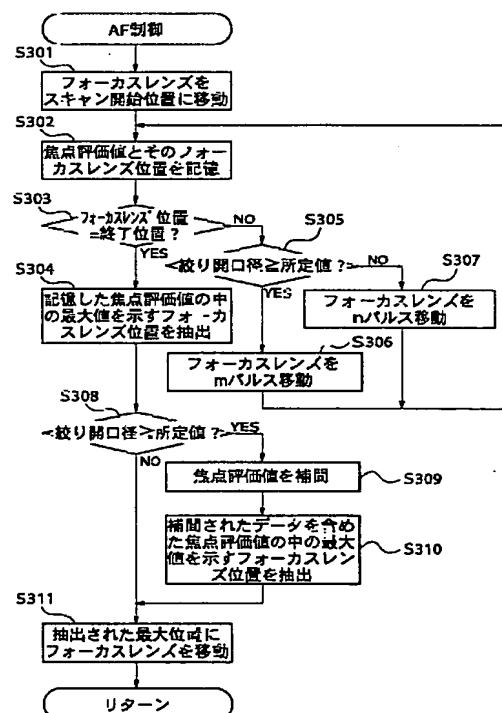 AF制御
S301
フォーカスレンズを
スキャン開始位置に移動
S302
焦点評価値とそのフォー
カスレンズ位置を記憶
S303
フォーカスレンズ位置
=終了位置?
NO
YES
S305
絞り開口径≧所定値?
NO
YES
S307
フォーカスレンズを
nパルス移動
S304
記憶した焦点評価値の中
の最大値を示すフォーカ
スレンズ位置を抽出
S306
フォーカスレンズを
mパルス移動
S308
絞り開口径≧所定値?
YES
NO
焦点評価値を補間
S309
補間されたデータを含め
た焦点評価値の中の最大
値を示すフォーカスレン
ズ位置を抽出
S310
S311
抽出された最大位置に
フォーカスレンズを移動
リターン